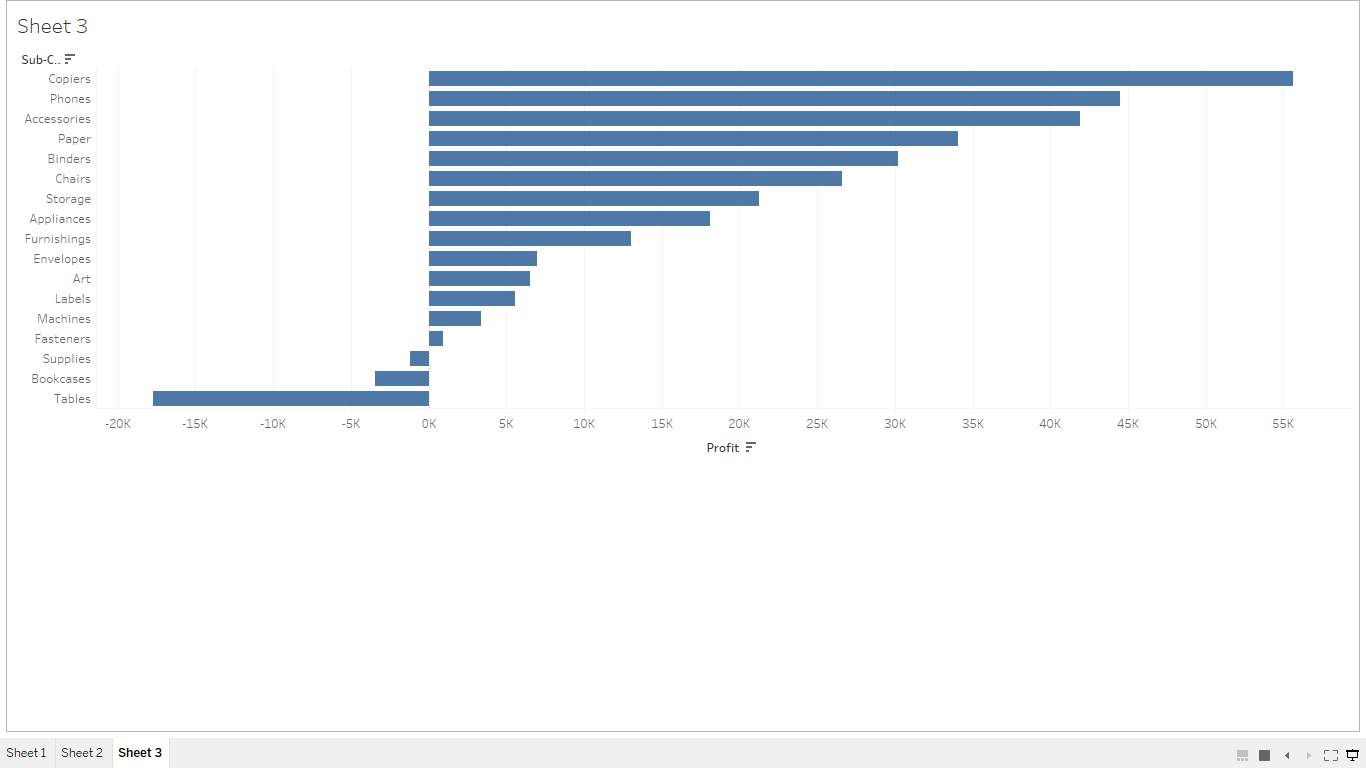 Sheet 3
Sub-C..
Copiers
Phones
Accessories
Paper
Binders
Chairs
Storage
Appliances
Furnishings
Envelopes
Art
Labels
Machines
Fasteners
Supplies
Bookcases
Tables
-20K -15K -10K -5K 0K 5K 10K 15K 20K 25K 30K 35K 40K 45K 50K 55K
Profit
Sheet 1 Sheet 2 Sheet 3